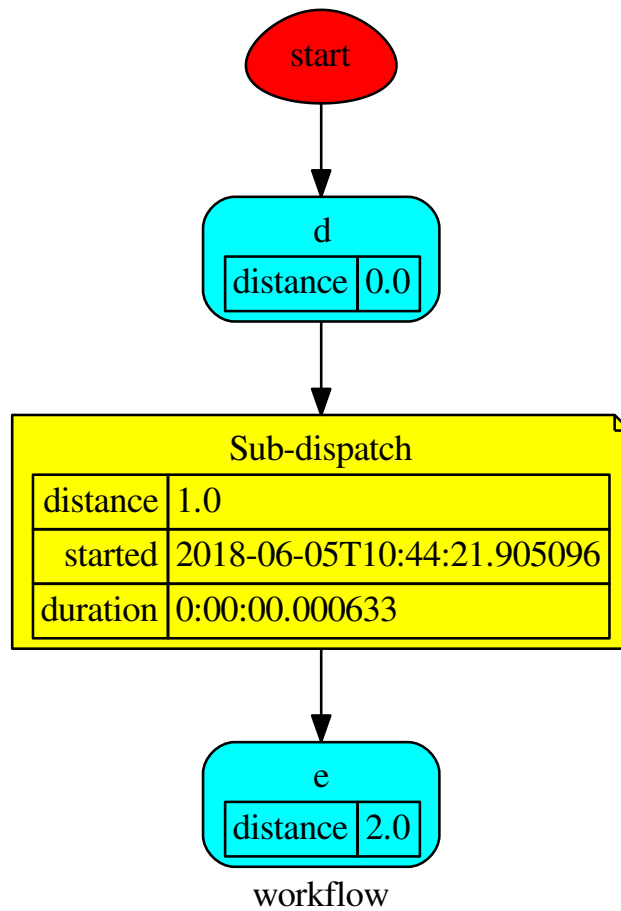 start
d
distance 0.0
Sub-dispatch
distance 1.0
started 2018-06-05T10:44:21.905096
duration 0:00:00.000633
e
distance 2.0
workflow